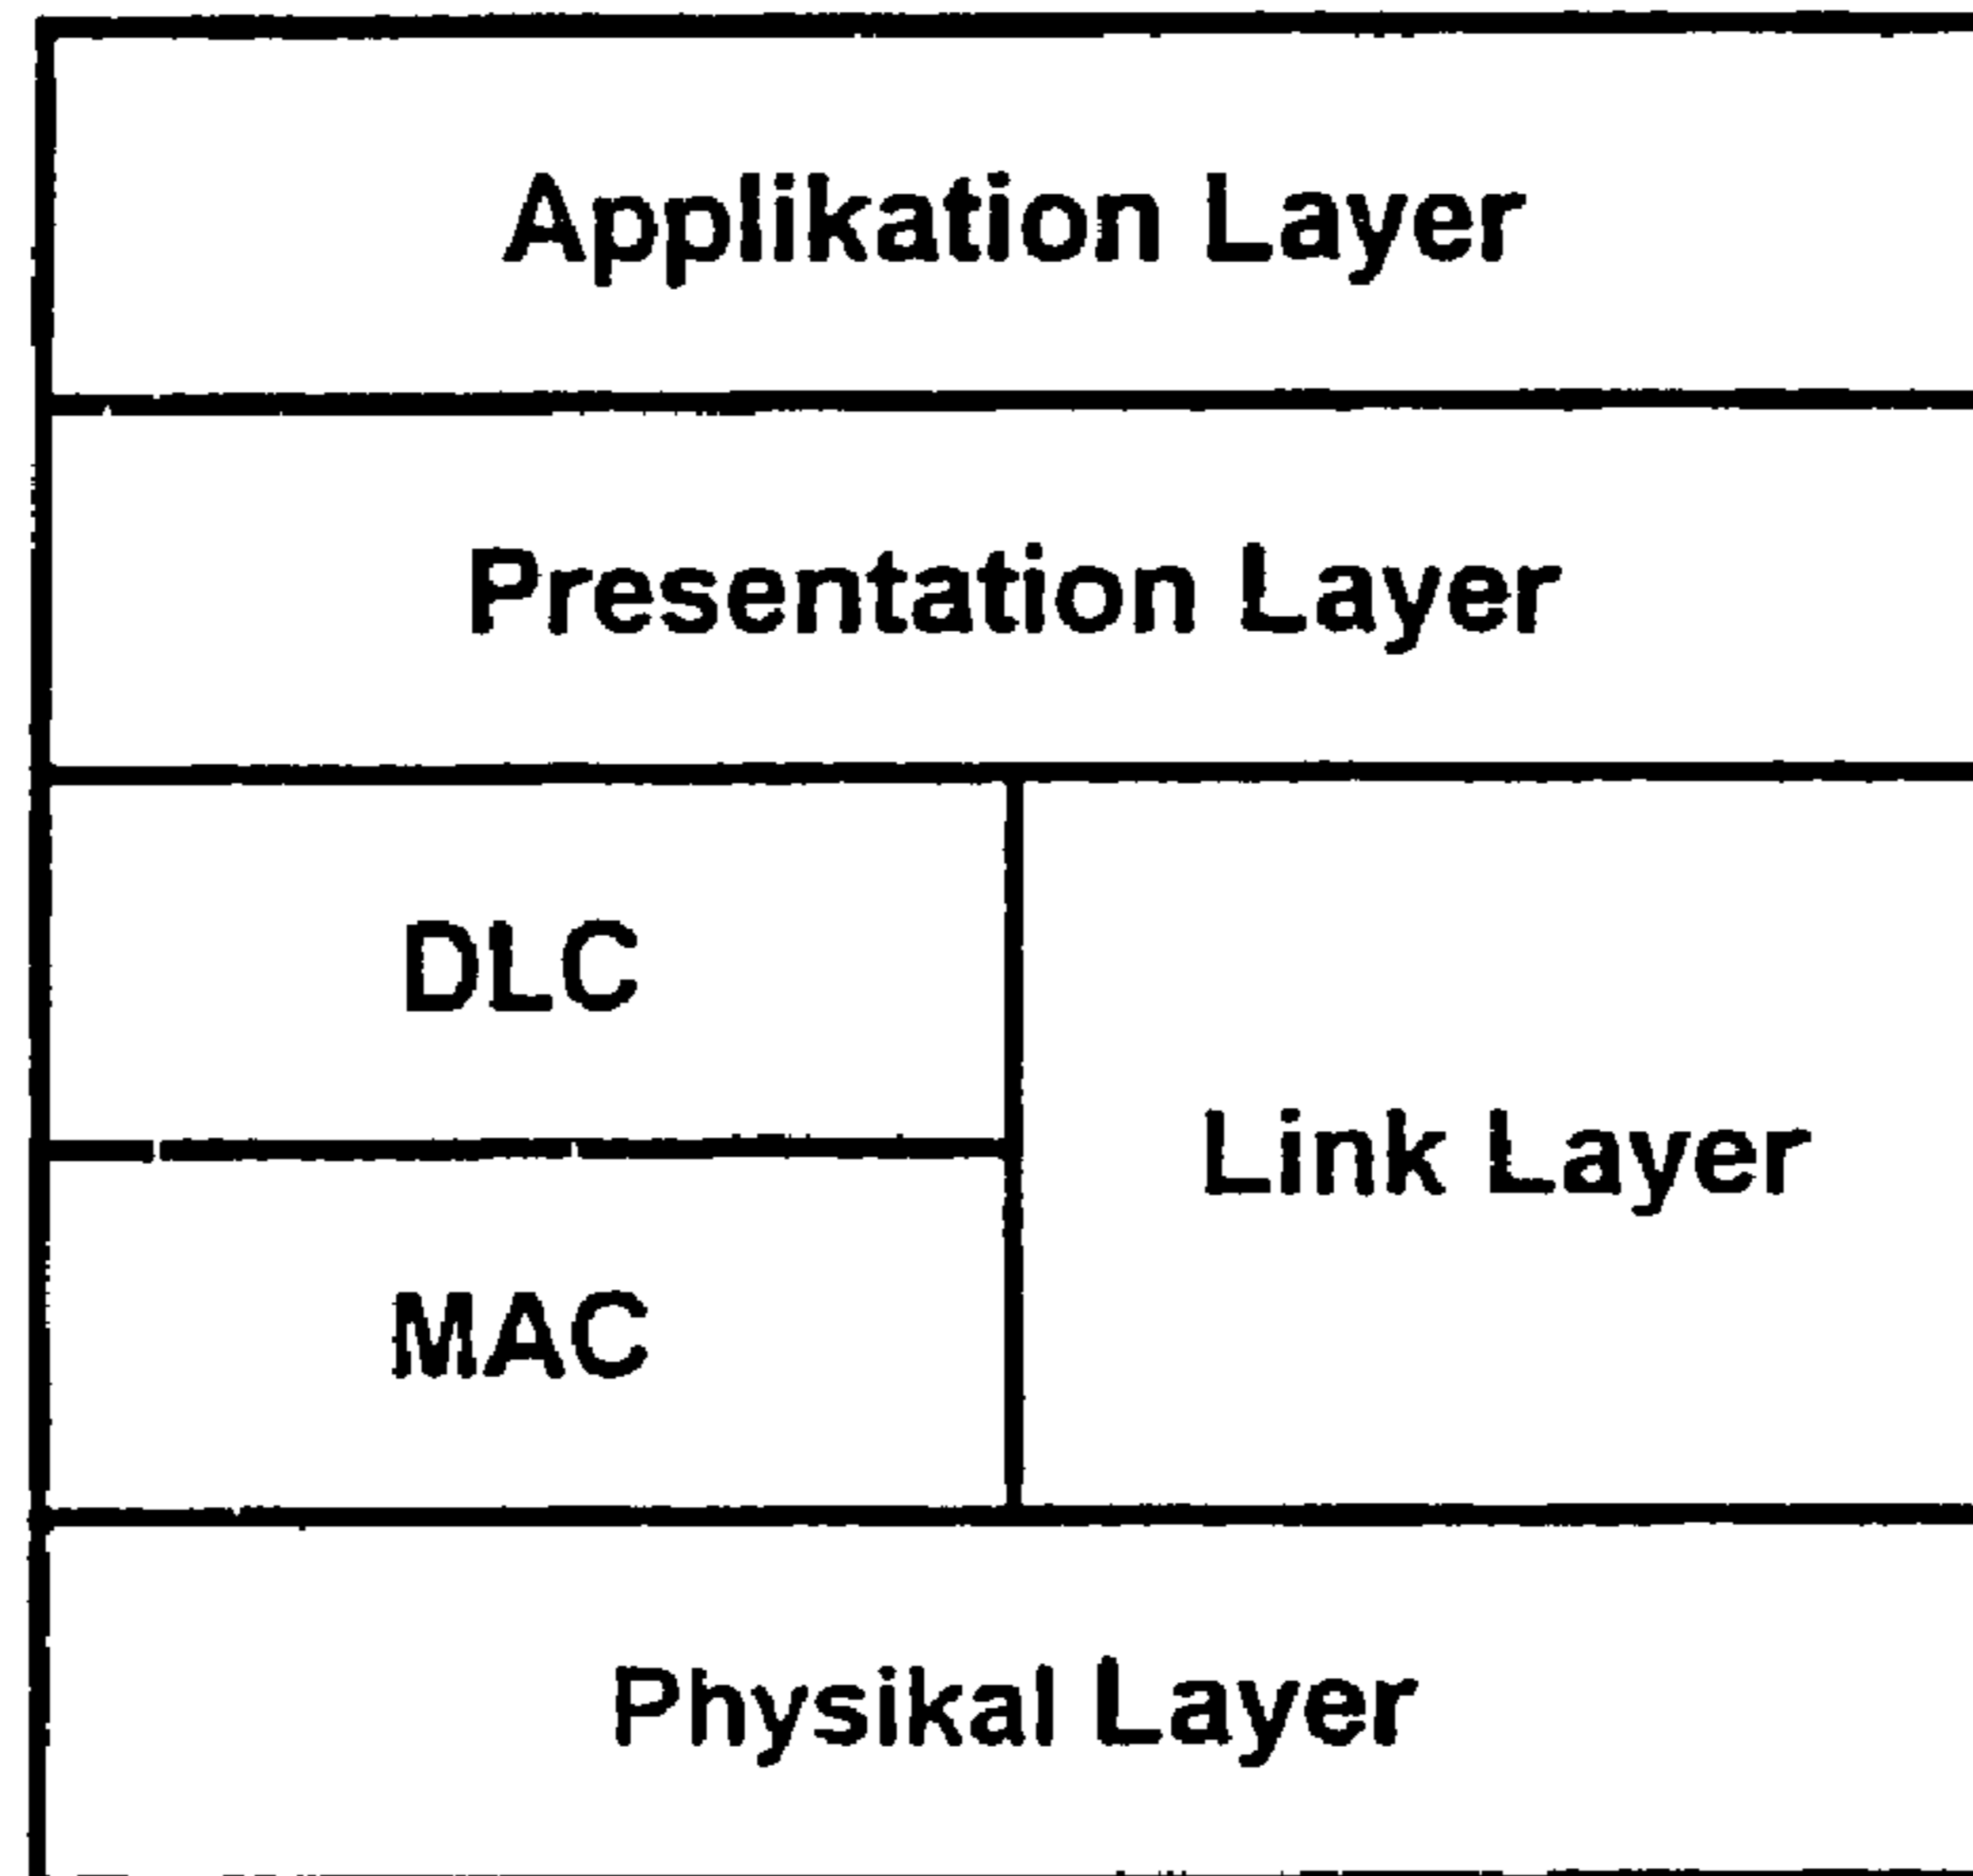 Applikation Layer
Presentation Layer
DLC
Link Layer
MAC
Physikal Layer